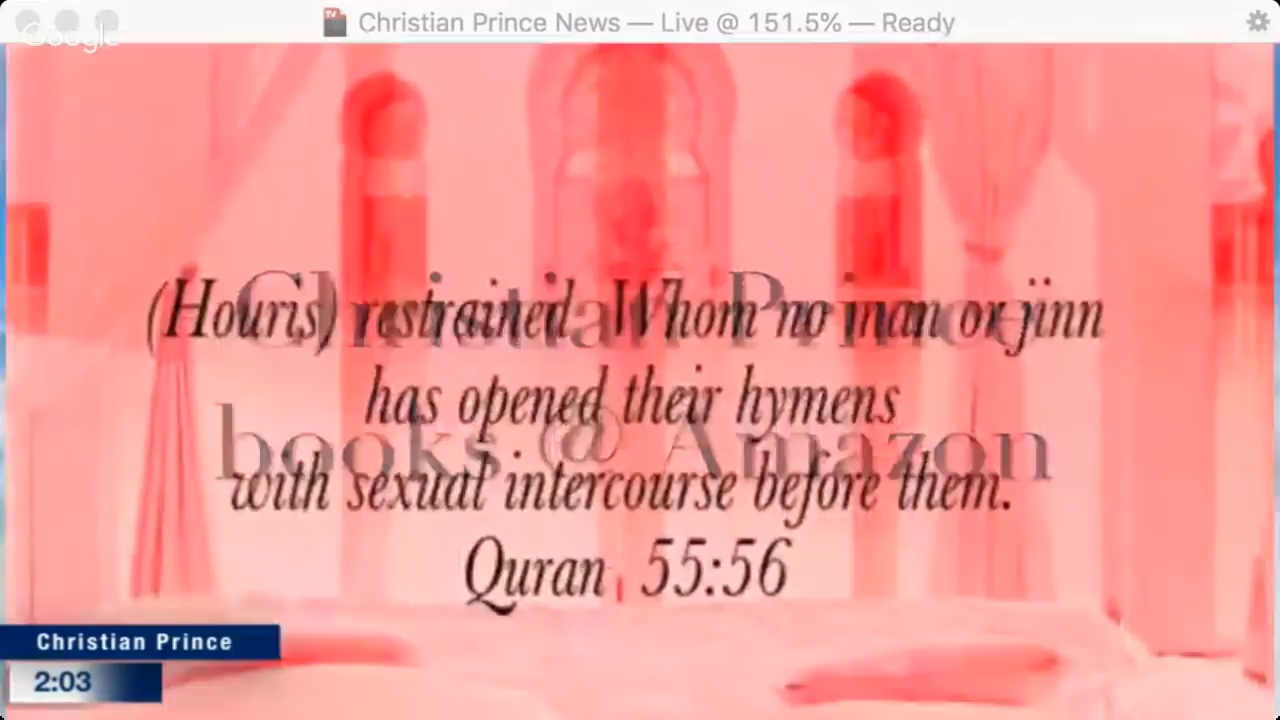 Christian Prince News — Live @ 151.5% — Ready
Google
(Houris) restrained. Whom no man or jinn
Christian Prince
has opened their hymens
books @ Amazon
with sexual intercourse before them.
Quran 55:56
Christian Prince
2:03